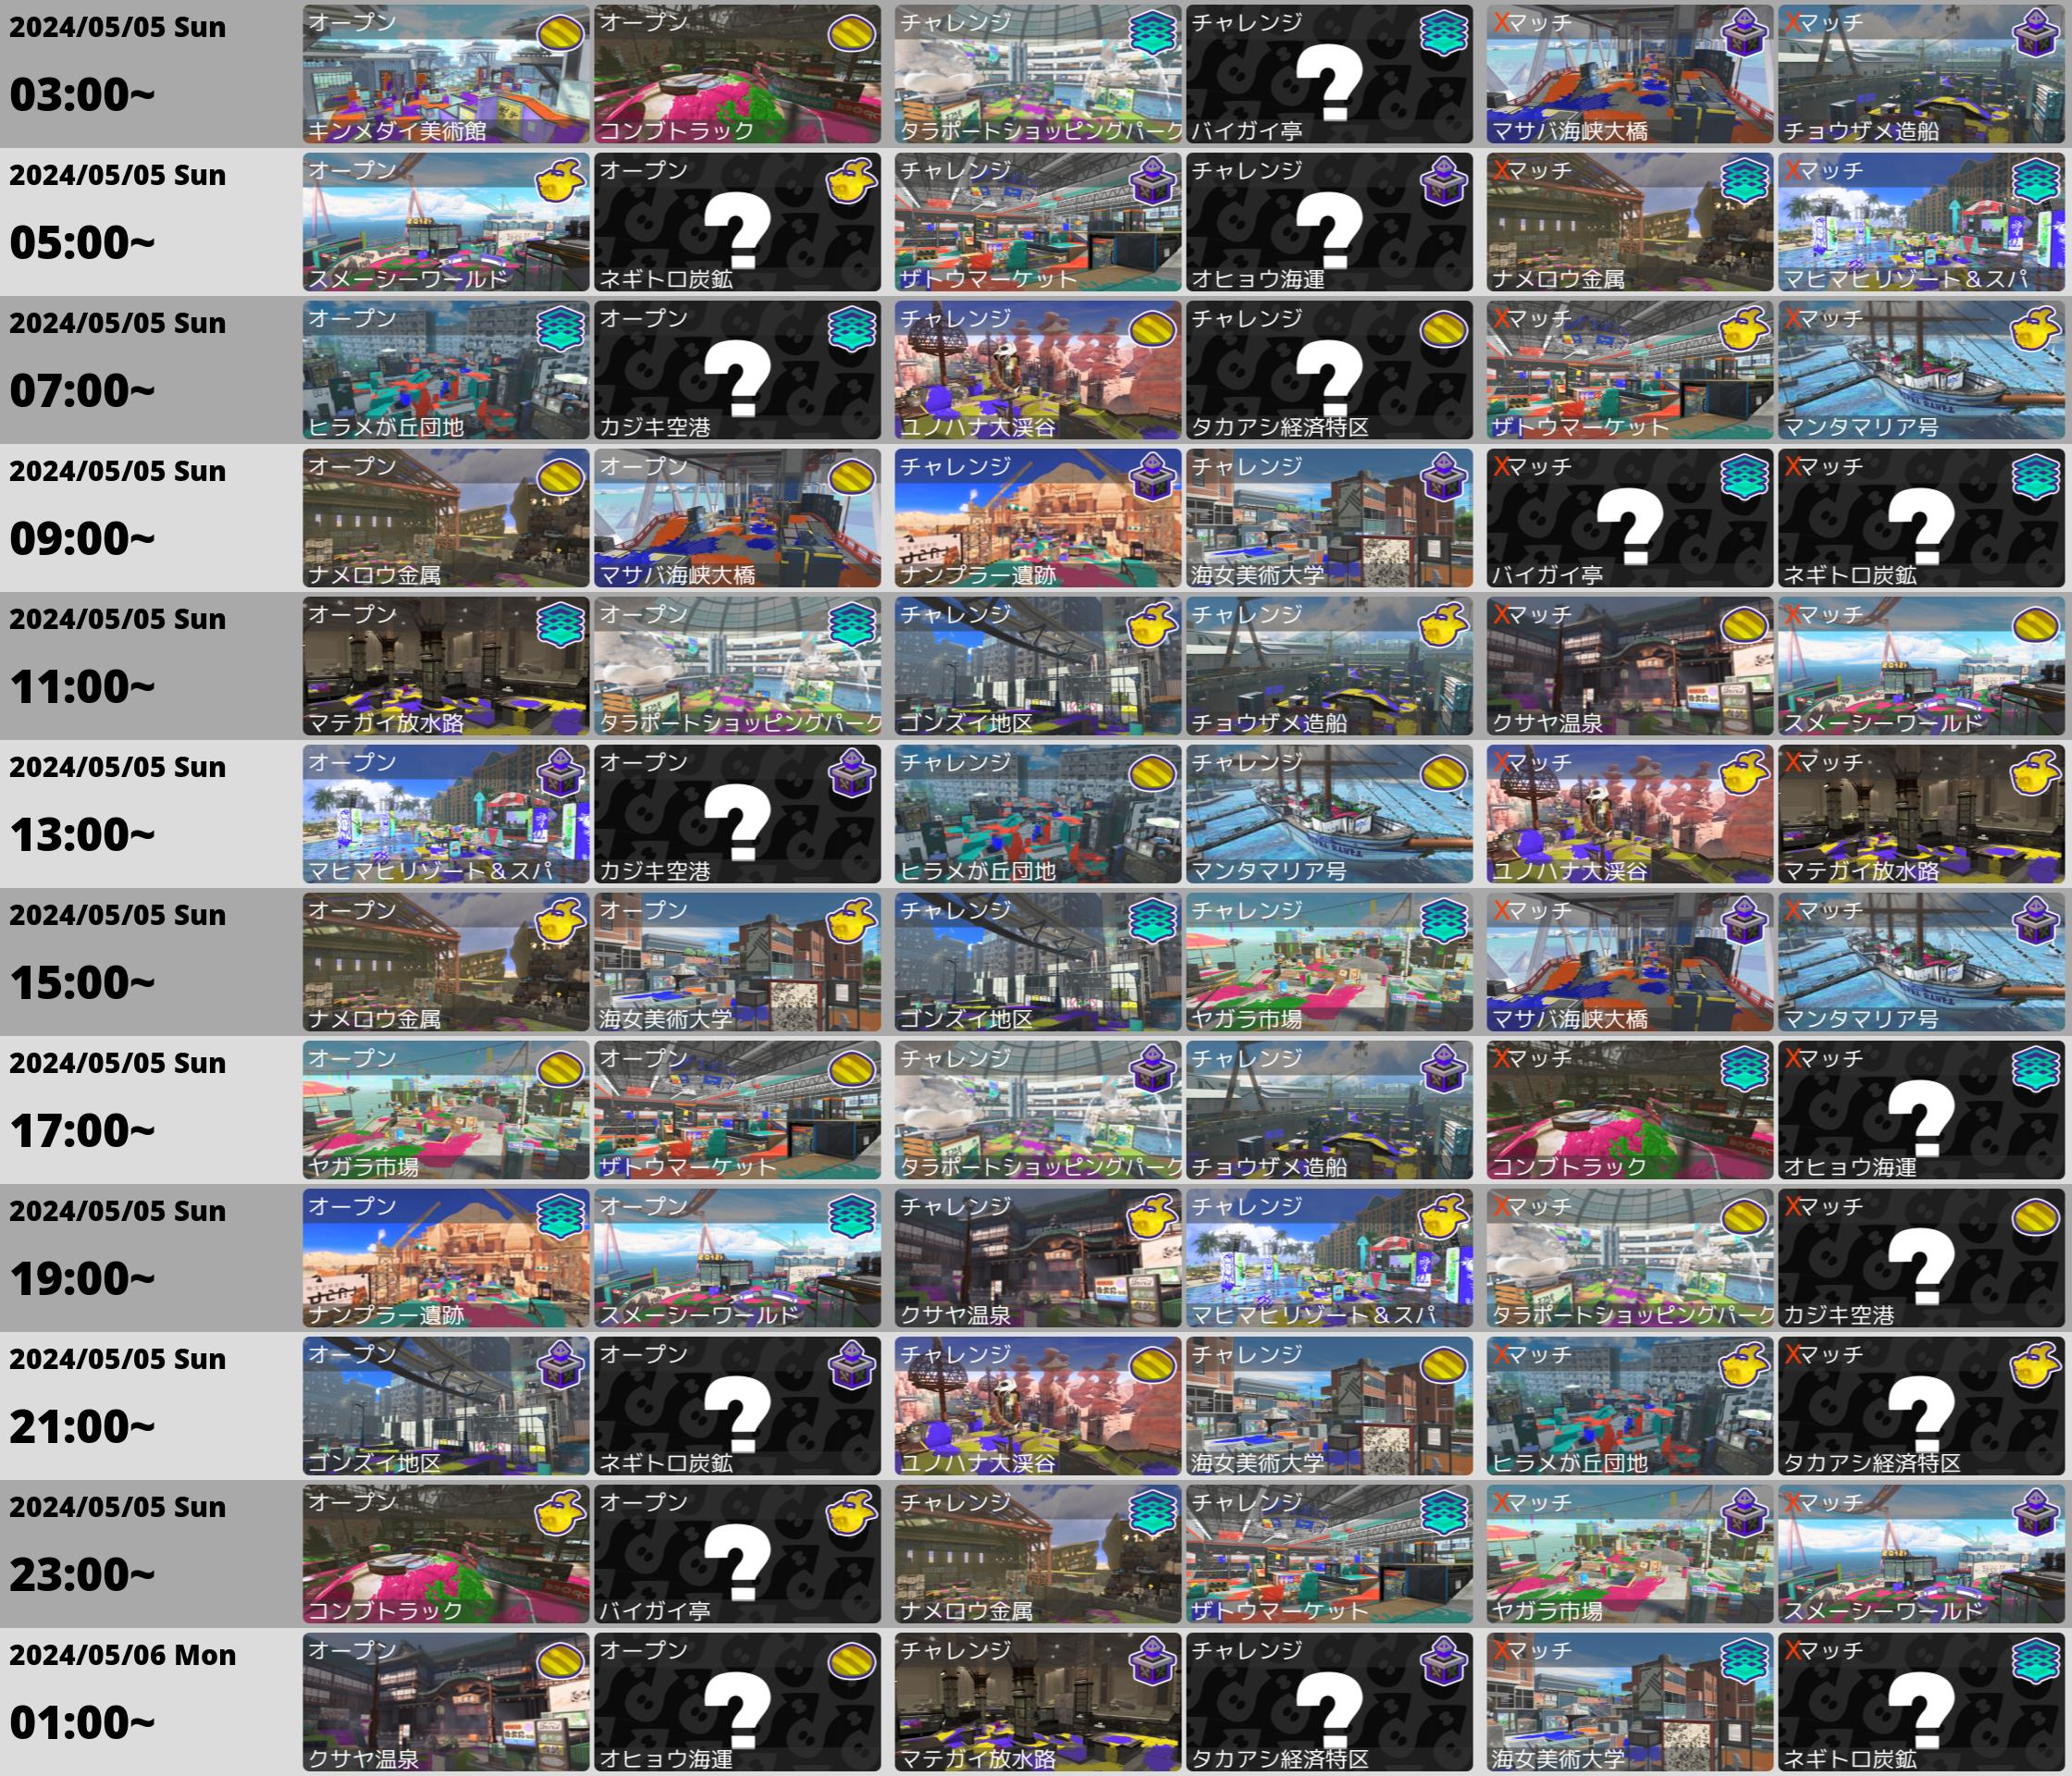 2024/05/05 Sun
03:00~
オープン オープン チャレンジ チャレンジ Xマッチ Xマッチ
キンメダイ美術館 コンブトラック タラポートショッピングパーク バイガイ亭 マサバ海峡大橋 チョウザメ造船
2024/05/05 Sun
05:00~
オープン オープン チャレンジ チャレンジ Xマッチ Xマッチ
スメーシーワールド ネギトロ炭鉱 ザトウマーケット オヒョウ海運 ナメロウ金属 マヒマヒリゾート&スパ
2024/05/05 Sun
07:00~
オープン オープン チャレンジ チャレンジ Xマッチ Xマッチ
ヒラメが丘団地 カジキ空港 ユノハナ大渓谷 タカアシ経済特区 ザトウマーケット マンタマリア号
2024/05/05 Sun
09:00~
オープン オープン チャレンジ チャレンジ Xマッチ Xマッチ
ナメロウ金属 マサバ海峡大橋 ナンプラー遺跡 海女美術大学 バイガイ亭 ネギトロ炭鉱
2024/05/05 Sun
11:00~
オープン オープン チャレンジ チャレンジ Xマッチ Xマッチ
マテガイ放水路 タラポートショッピングパーク ゴンズイ地区 チョウザメ造船 クサヤ温泉 スメーシーワールド
2024/05/05 Sun
13:00~
オープン オープン チャレンジ チャレンジ Xマッチ Xマッチ
マヒマヒリゾート&スパ カジキ空港 ヒラメが丘団地 マンタマリア号 ユノハナ大渓谷 マテガイ放水路
2024/05/05 Sun
15:00~
オープン オープン チャレンジ チャレンジ Xマッチ Xマッチ
ナメロウ金属 海女美術大学 ゴンズイ地区 ヤガラ市場 マサバ海峡大橋 マンタマリア号
2024/05/05 Sun
17:00~
オープン オープン チャレンジ チャレンジ Xマッチ Xマッチ
ヤガラ市場 ザトウマーケット タラポートショッピングパーク チョウザメ造船 コンブトラック オヒョウ海運
2024/05/05 Sun
19:00~
オープン オープン チャレンジ チャレンジ Xマッチ Xマッチ
ナンプラー遺跡 スメーシーワールド クサヤ温泉 マヒマヒリゾート&スパ タラポートショッピングパーク カジキ空港
2024/05/05 Sun
21:00~
オープン オープン チャレンジ チャレンジ Xマッチ Xマッチ
ゴンズイ地区 ネギトロ炭鉱 ユノハナ大渓谷 海女美術大学 ヒラメが丘団地 タカアシ経済特区
2024/05/05 Sun
23:00~
オープン オープン チャレンジ チャレンジ Xマッチ Xマッチ
コンブトラック バイガイ亭 ナメロウ金属 ザトウマーケット ヤガラ市場 スメーシーワールド
2024/05/06 Mon
01:00~
オープン オープン チャレンジ チャレンジ Xマッチ Xマッチ
クサヤ温泉 オヒョウ海運 マテガイ放水路 タカアシ経済特区 海女美術大学 ネギトロ炭鉱